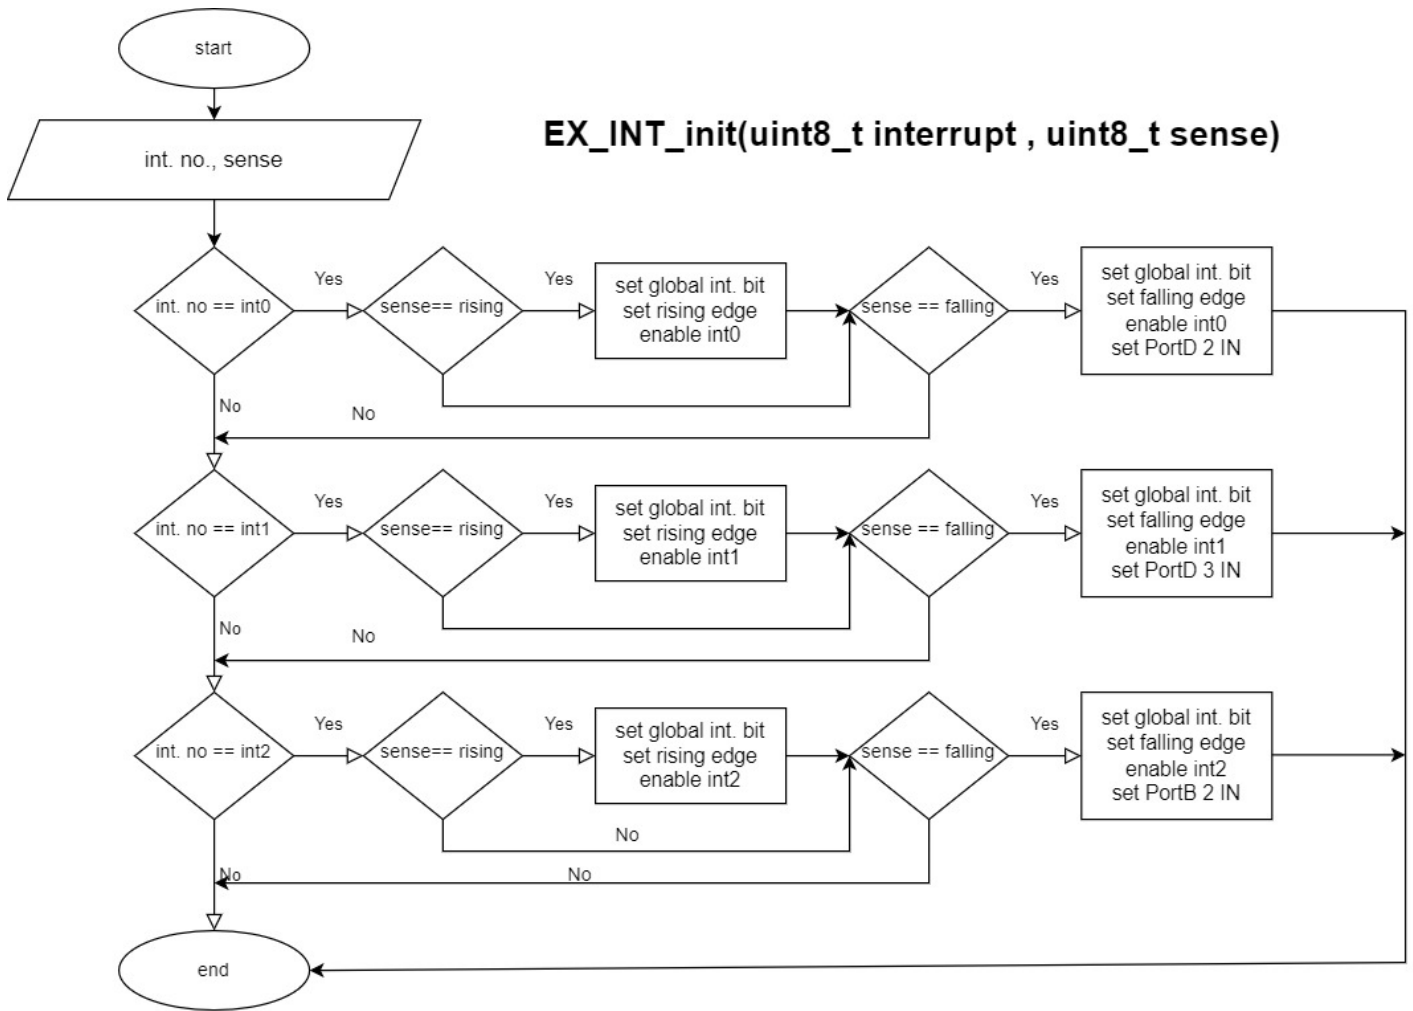 start
EX_INT_init(uint8_t interrupt , uint8_t sense)
int. no., sense
int. no == int0
Yes
sense== rising
Yes
set global int. bit
set rising edge
enable int0
sense == falling
Yes
set global int. bit
set falling edge
enable int0
set PortD 2 IN
No
No
int. no == int1
Yes
sense== rising
Yes
set global int. bit
set rising edge
enable int1
sense == falling
Yes
set global int. bit
set falling edge
enable int1
set PortD 3 IN
No
No
int. no == int2
Yes
sense== rising
Yes
set global int. bit
set rising edge
enable int2
sense == falling
Yes
set global int. bit
set falling edge
enable int2
set PortB 2 IN
No
No
No
end